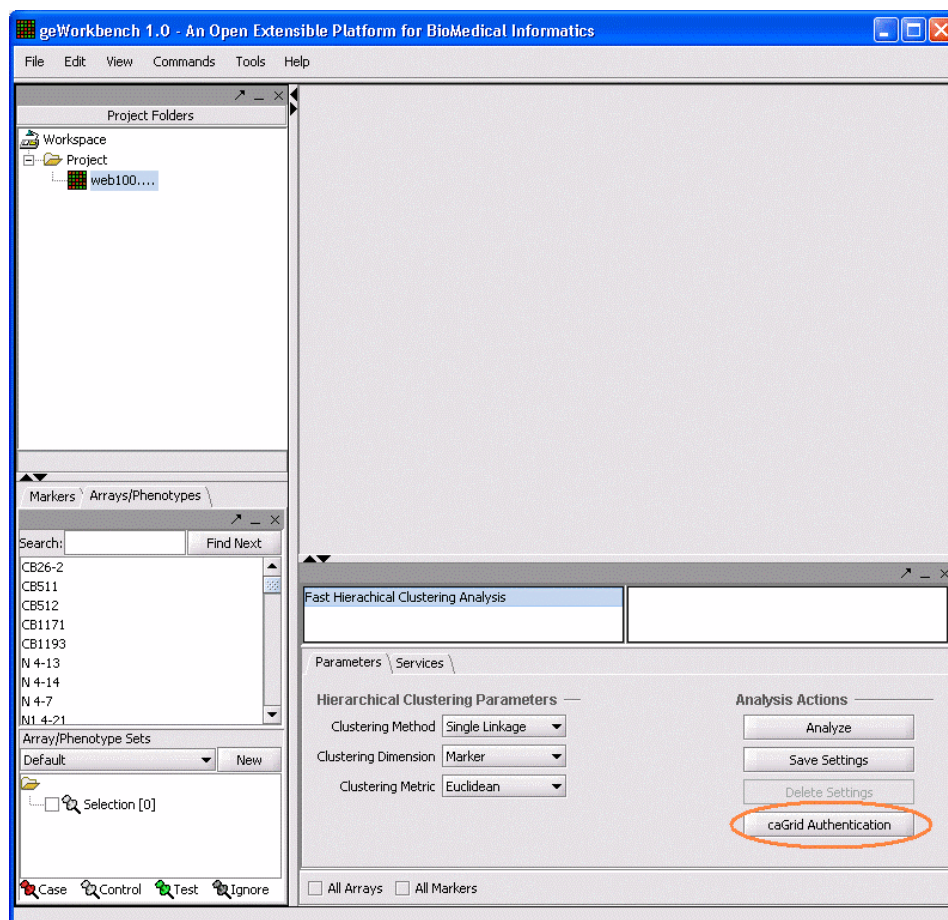 geWorkbench 1.0 - An Open Extensible Platform for BioMedical Informatics
File Edit View Commands Tools Help
Project Folders
Workspace
Project
web100....
Markers Arrays/Phenotypes
Search: Find Next
CB26-2
CB511
CB512
CB1171
CB1193
N 4-13
N 4-14
N 4-7
N1 4-21
Array/Phenotype Sets
Default New
Selection [0]
Case Control Test Ignore
Fast Hierachical Clustering Analysis
Parameters Services
Hierarchical Clustering Parameters
Clustering Method Single Linkage
Clustering Dimension Marker
Clustering Metric Euclidean
Analysis Actions
Analyze
Save Settings
Delete Settings
caGrid Authentication
All Arrays All Markers